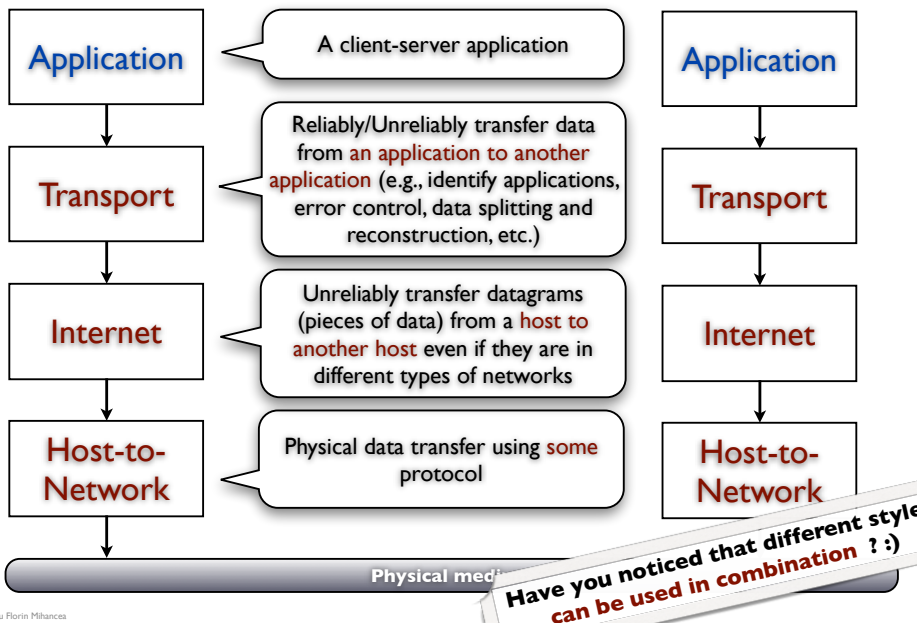 Application
A client-server application
Application
Transport
Reliably/Unreliably transfer data
from an application to another
application (e.g., identify applications,
error control, data splitting and
reconstruction, etc.)
Transport
Internet
Unreliably transfer datagrams
(pieces of data) from a host to
another host even if they are in
different types of networks
Internet
Host-to-
Network
Physical data transfer using some
protocol
Host-to-
Network
Physical
Have you noticed that different style
can be used in combination ? :)
Florin Mihancea